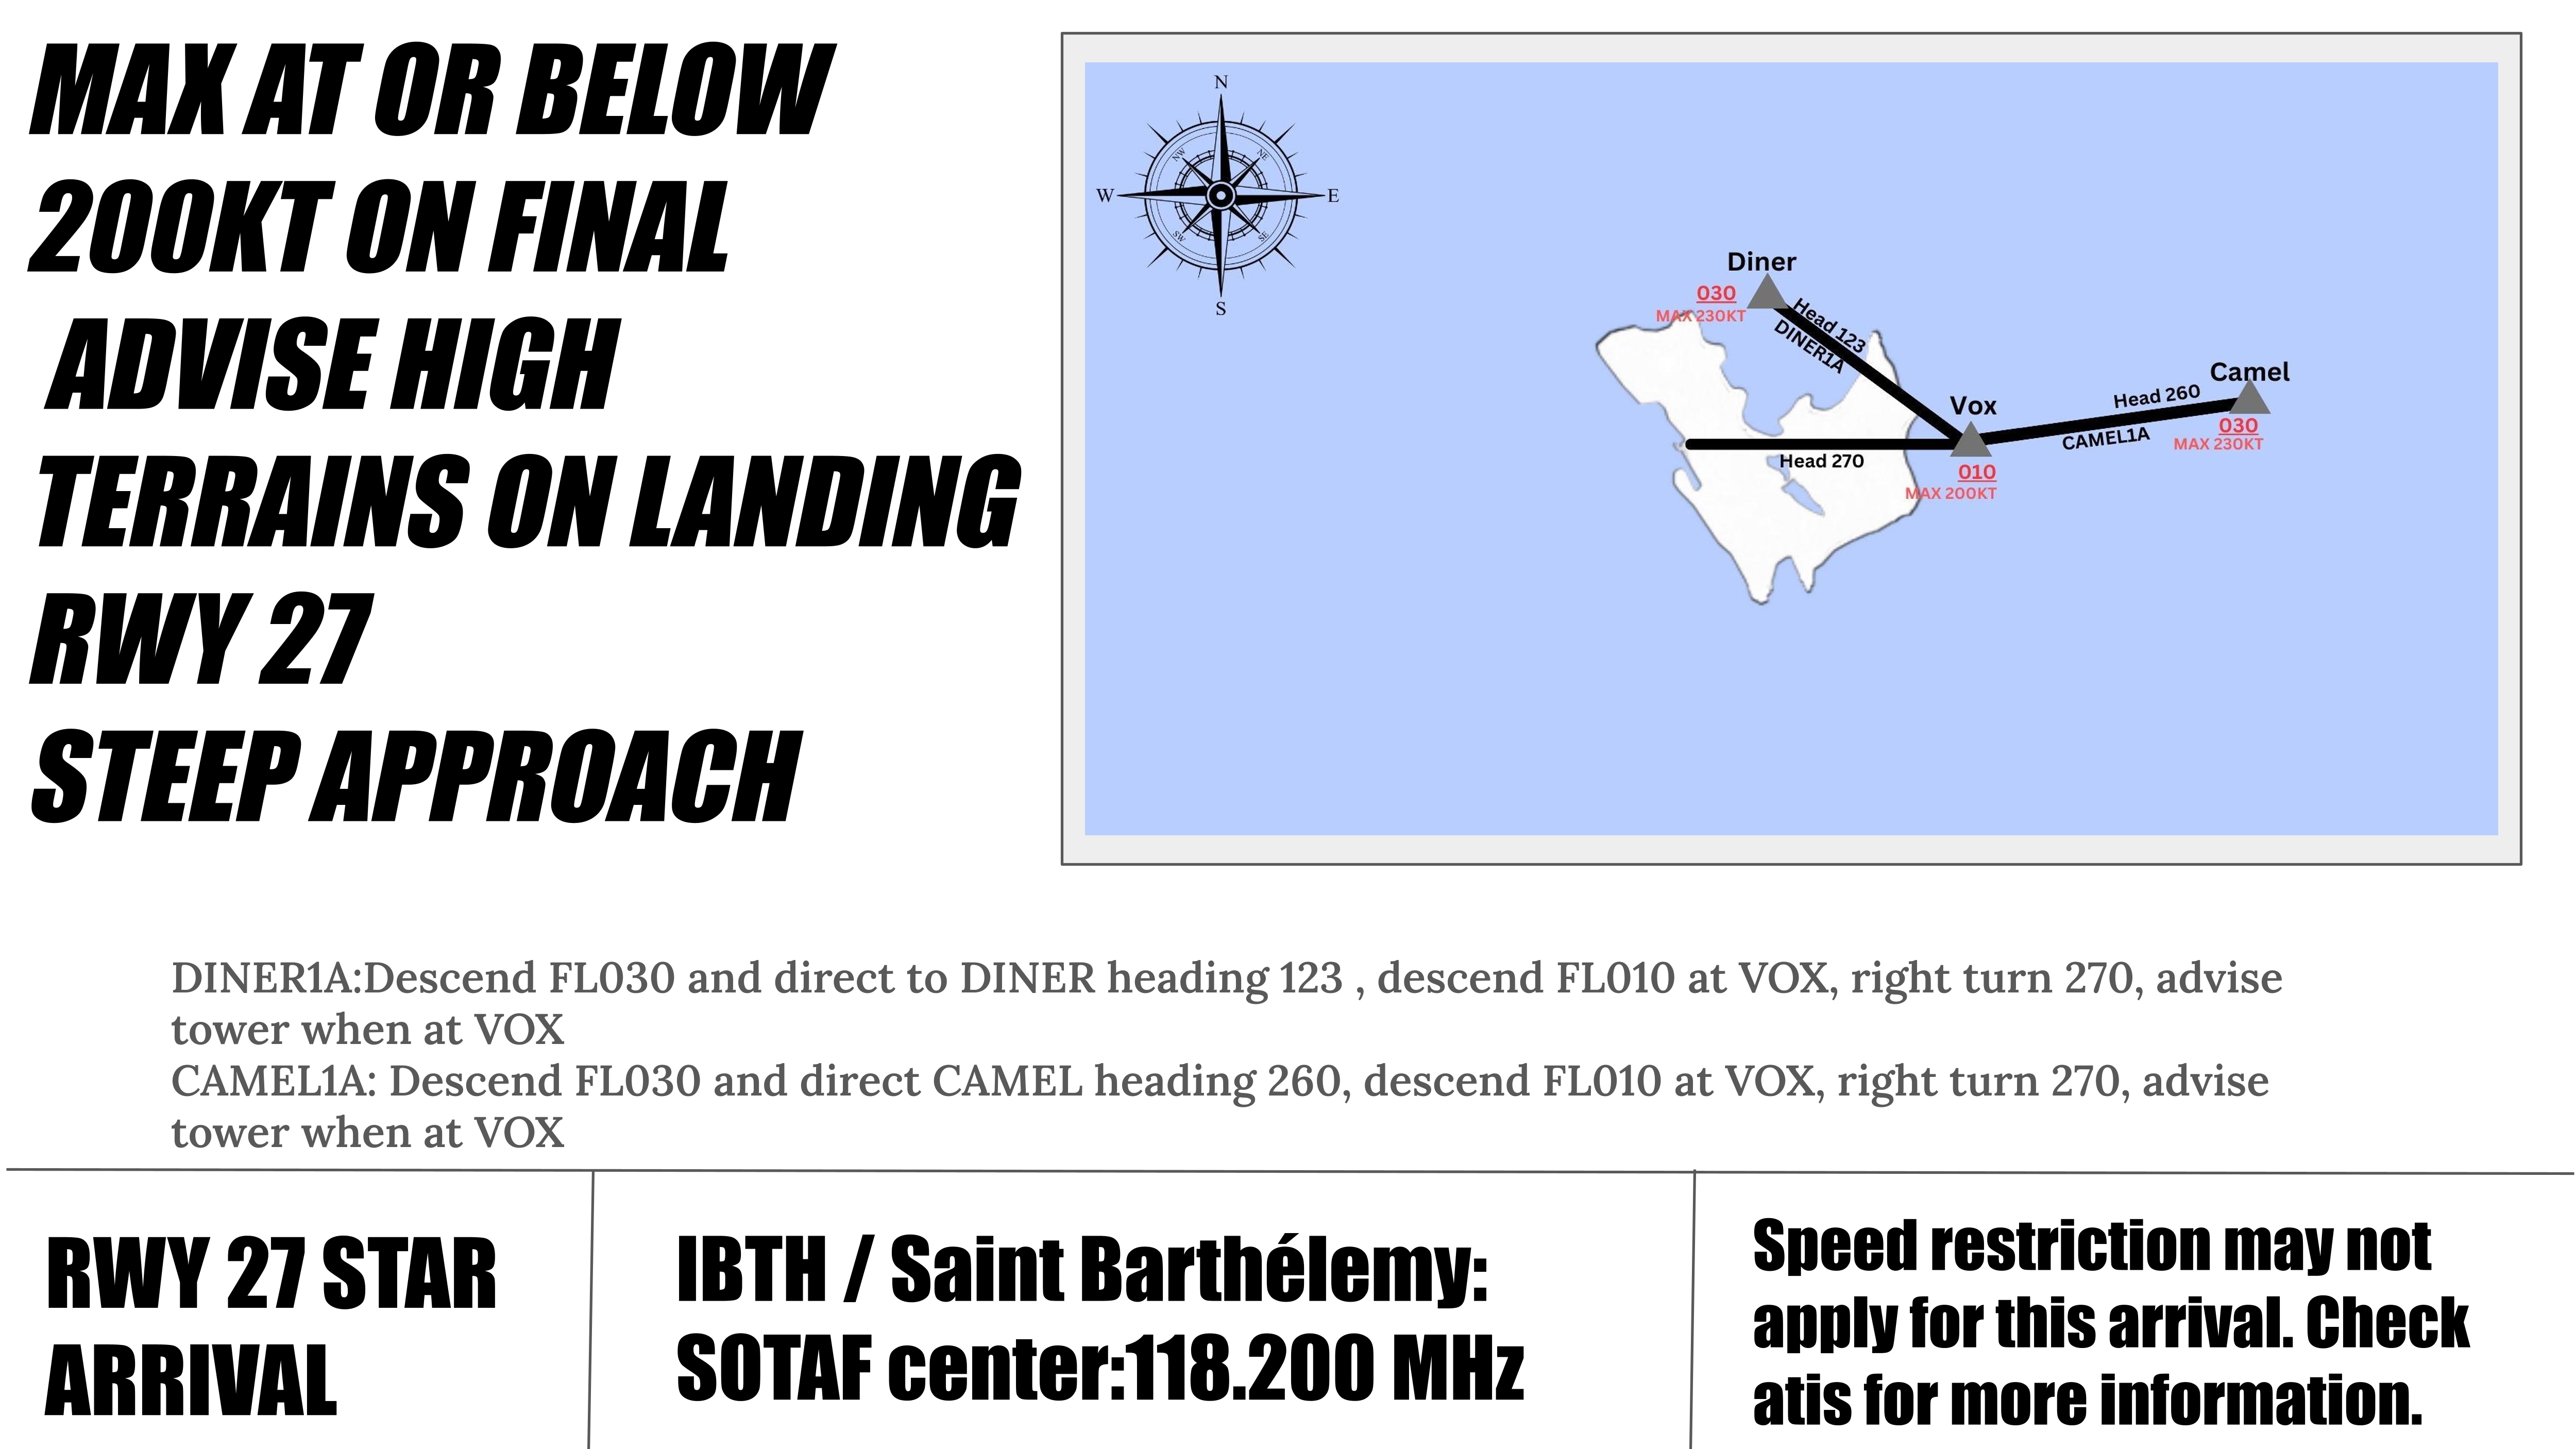 MAX AT OR BELOW
200KT ON FINAL
ADVISE HIGH
TERRAINS ON LANDING
RWY 27
STEEP APPROACH
N
NW
NE
W
E
SW
SE
S
Diner
030
MAX 230KT
Head 123
DINER1A
Camel
Head 260
Vox
030
CAMEL1A
MAX 230KT
Head 270
010
MAX 200KT
DINER1A:Descend FL030 and direct to DINER heading 123 , descend FL010 at VOX, right turn 270, advise
tower when at VOX
CAMEL1A: Descend FL030 and direct CAMEL heading 260, descend FL010 at VOX, right turn 270, advise
tower when at VOX
RWY 27 STAR
ARRIVAL
IBTH / Saint Barthélemy:
SOTAF center:118.200 MHz
Speed restriction may not
apply for this arrival. Check
atis for more information.